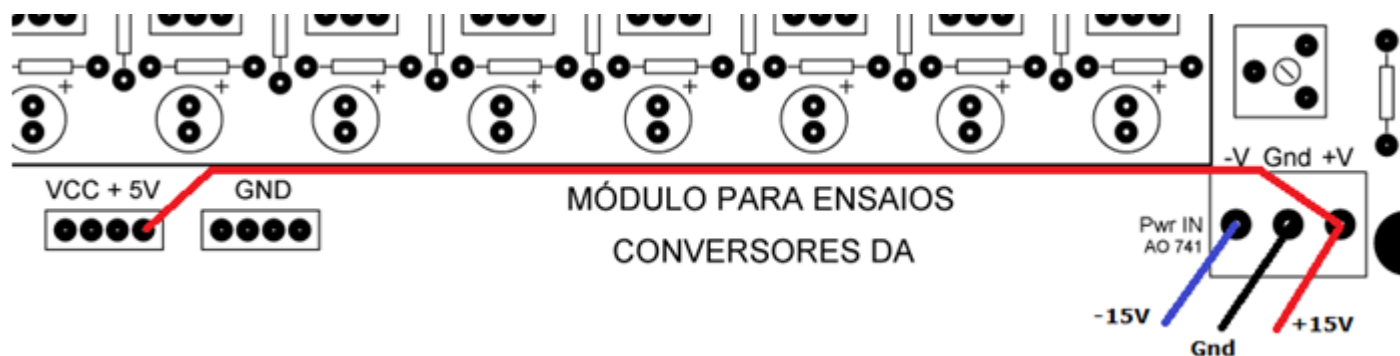 -V Gnd +V
VCC + 5V GND
MÓDULO PARA ENSAIOS
CONVERSORES DA
Pwr IN
AO 741
-15V
Gnd
+15V